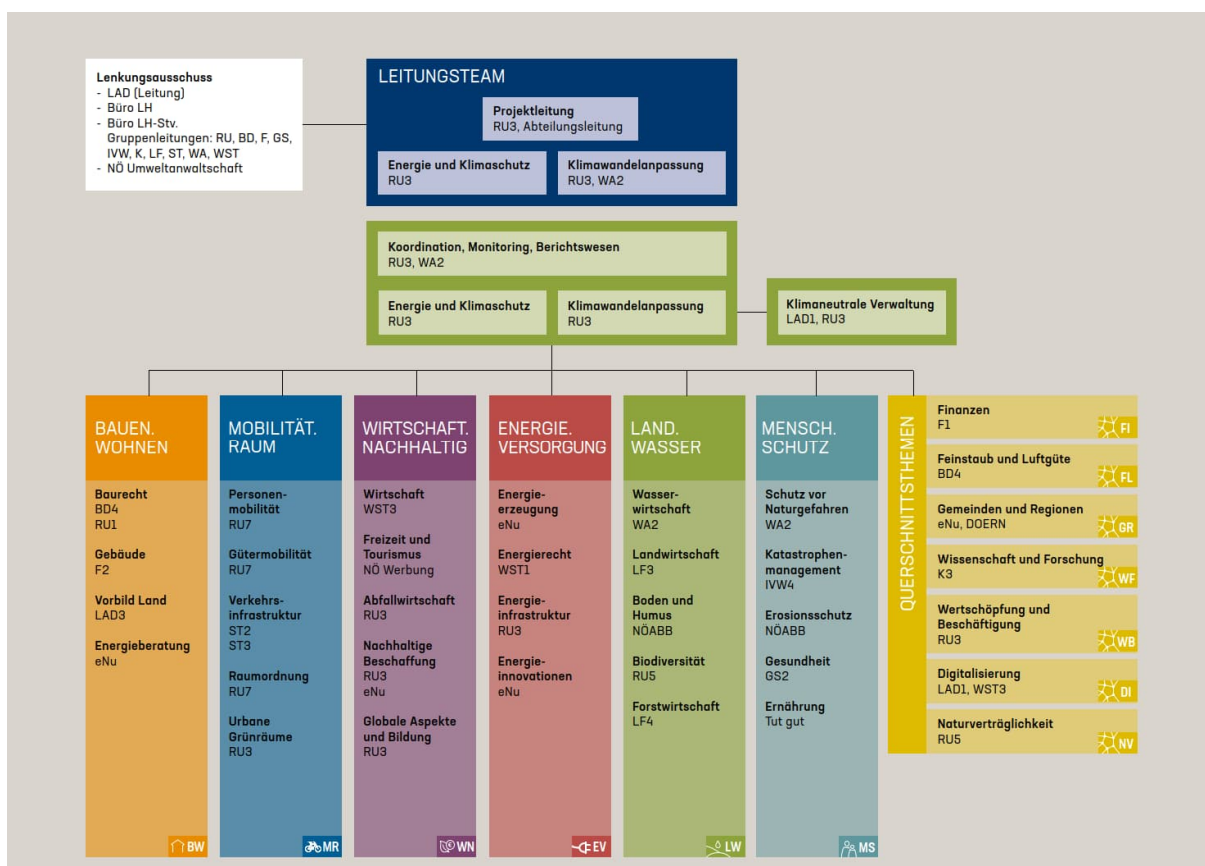 Lenkungsausschuss
- LAD (Leitung)
- Büro LH
- Büro LH-Stv.
Gruppenleitungen: RU, BD, F, GS,
IVW, K, LF, ST, WA, WST
- NÖ Umweltanwaltschaft
LEITUNGSTEAM
Projektleitung
RU3, Abteilungsleitung
Energie und Klimaschutz
RU3
Klimawandelanpassung
RU3, WA2
Koordination, Monitoring, Berichtswesen
RU3, WA2
Energie und Klimaschutz
RU3
Klimawandelanpassung
RU3
Klimaneutrale Verwaltung
LAD1, RU3
BAUEN.
WOHNEN
Baurecht
BD4
RU1
Gebäude
F2
Vorbild Land
LAD3
Energieberatung
eNu
BW
MOBILITÄT.
RAUM
Personen-
mobilität
RU7
Gütermobilität
RU7
Verkehrs-
infrastruktur
ST2
ST3
Raumordnung
RU7
Urbane
Grünräume
RU3
MR
WIRTSCHAFT.
NACHHALTIG
Wirtschaft
WST3
Freizeit und
Tourismus
NÖ Werbung
Abfallwirtschaft
RU3
Nachhaltige
Beschaffung
RU3
eNu
Globale Aspekte
und Bildung
RU3
WN
ENERGIE.
VERSORGUNG
Energie-
erzeugung
eNu
Energierecht
WST1
Energie-
infrastruktur
RU3
Energie-
innovationen
eNu
EV
LAND.
WASSER
Wasser-
wirtschaft
WA2
Landwirtschaft
LF3
Boden und
Humus
NÖABB
Biodiversität
RU5
Forstwirtschaft
LF4
LW
MENSCH.
SCHUTZ
Schutz vor
Naturgefahren
WA2
Katastrophen-
management
IVW4
Erosionsschutz
NÖABB
Gesundheit
GS2
Ernährung
Tut gut
MS
QUERSCHNITTSTHEMEN
Finanzen
F1
FI
Feinstaub und Luftgüte
BD4
FL
Gemeinden und Regionen
eNu, DOERN
GR
Wissenschaft und Forschung
K3
WF
Wertschöpfung und
Beschäftigung
RU3
WB
Digitalisierung
LAD1, WST3
DI
Naturverträglichkeit
RU5
NV